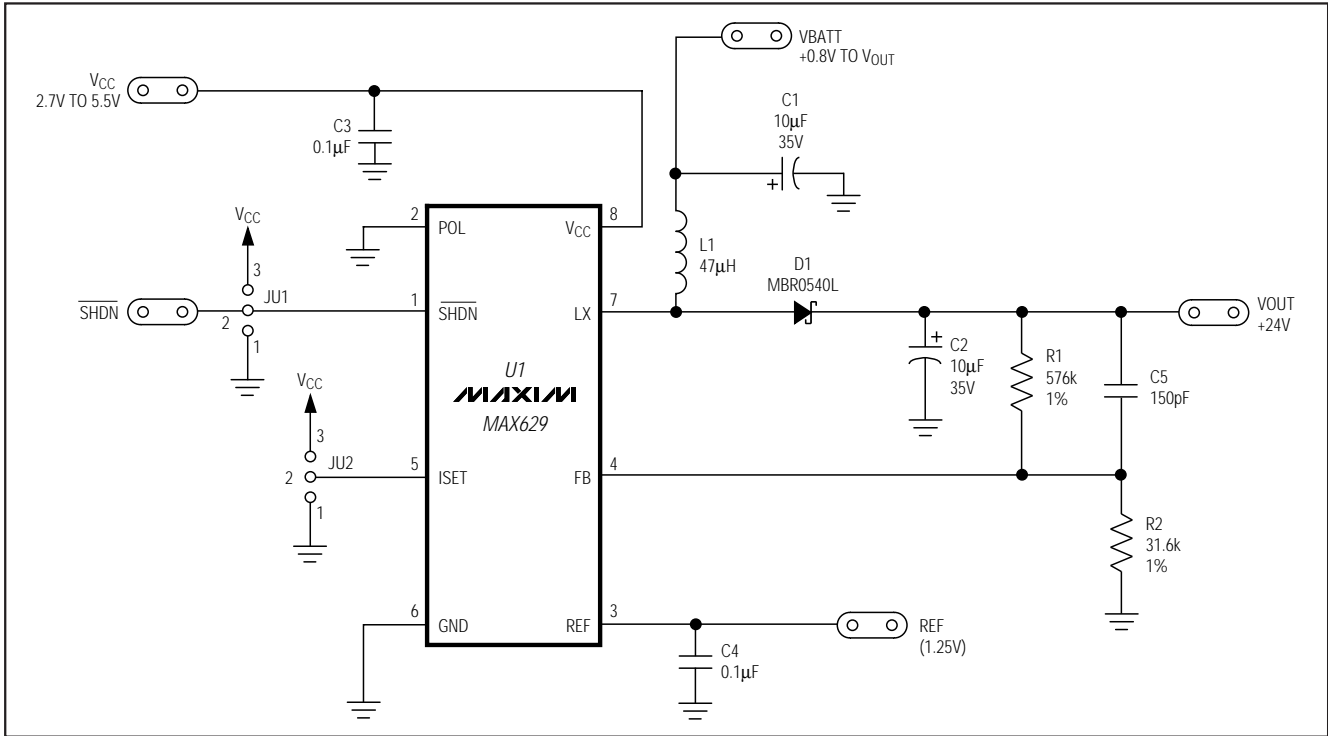 VBATT
+0.8V TO VOUT
VCC
2.7V TO 5.5V
C3
0.1µF
C1
10µF
35V
+
VCC
3
JU1
SHDN
2
1
2
POL
1
SHDN
VCC
8
LX
7
L1
47µH
D1
MBR0540L
VOUT
+24V
+
C2
10µF
35V
R1
576k
1%
C5
150pF
U1
MAXIM
MAX629
VCC
3
JU2
2
1
5
ISET
FB
4
R2
31.6k
1%
6
GND
REF
3
C4
0.1µF
REF
(1.25V)